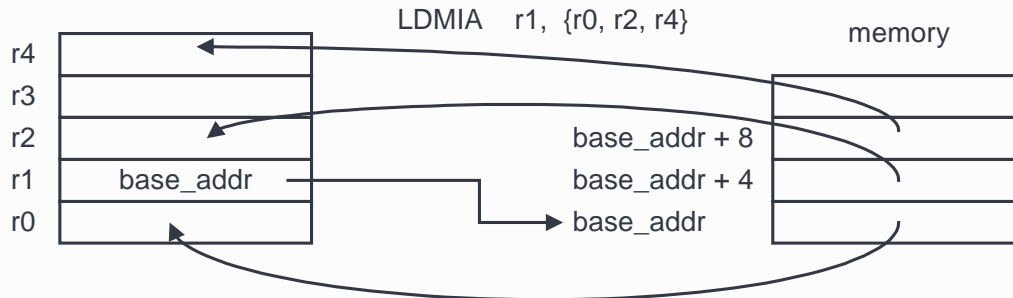 LDMIA r1, {r0, r2, r4}
memory
r4
r3
r2
base_addr + 8
r1
base_addr
base_addr + 4
r0
base_addr